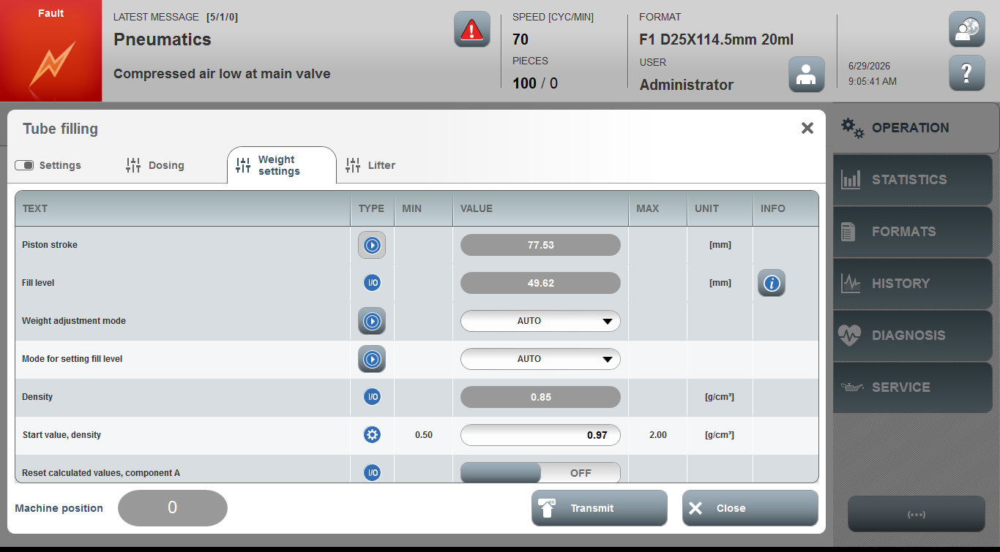 Fault
LATEST MESSAGE [5/1/0]
Pneumatics
Compressed air low at main valve
SPEED [CYC/MIN]
70
PIECES
100 / 0
FORMAT
F1 D25X114.5mm 20ml
USER
Administrator
6/29/2026
9:05:41 AM
?
Tube filling
Settings
Dosing
Weight
settings
Lifter
TEXT TYPE MIN VALUE MAX UNIT INFO
Piston stroke 77.53 [mm]
Fill level I/O 49.62 [mm] i
Weight adjustment mode AUTO
Mode for setting fill level AUTO
Density I/O 0.85 [g/cm³]
Start value, density 0.50 0.97 2.00 [g/cm³]
Reset calculated values, component A I/O OFF
Machine position 0
Transmit
Close
OPERATION
STATISTICS
FORMATS
HISTORY
DIAGNOSIS
SERVICE